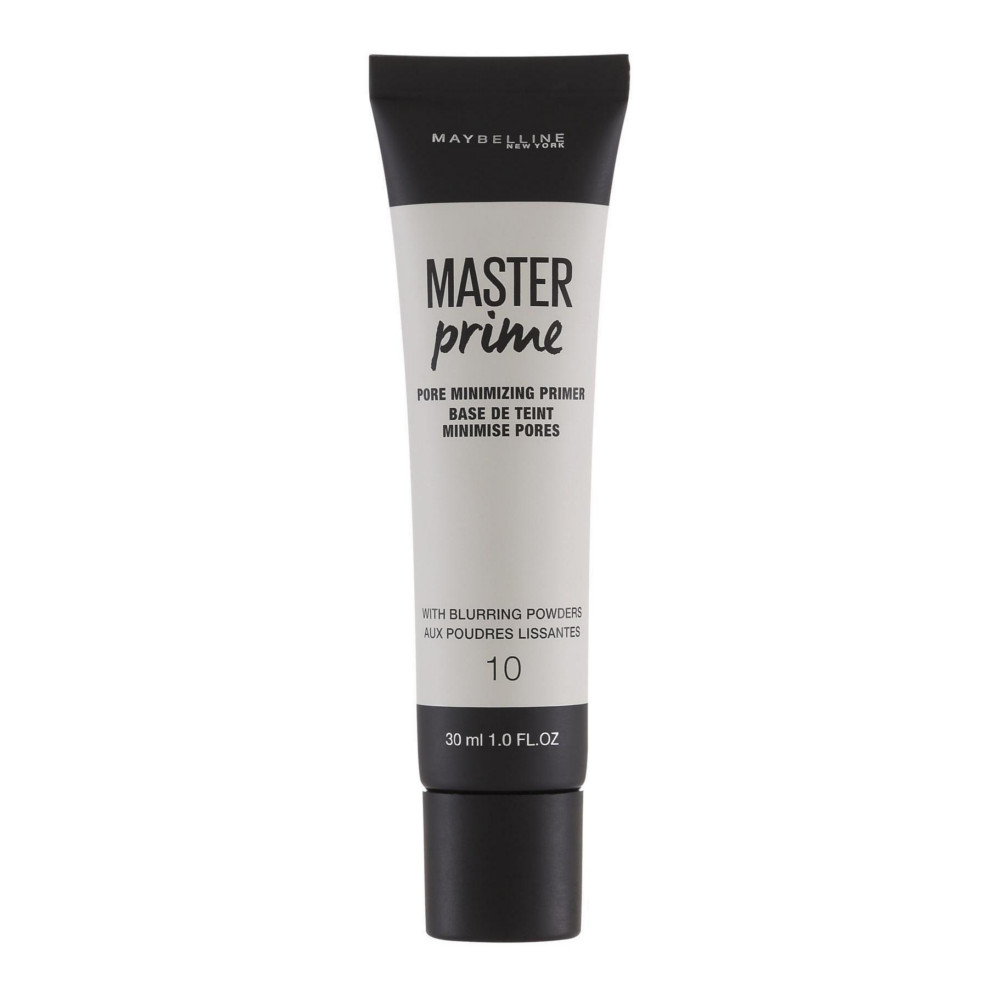 MAYBELLINE
NEW YORK
MASTER
prime
PORE MINIMIZING PRIMER
BASE DE TEINT
MINIMISE PORES
WITH BLURRING POWDERS
AUX POUDRES LISSANTES
10
30 ml 1.0 FL.OZ